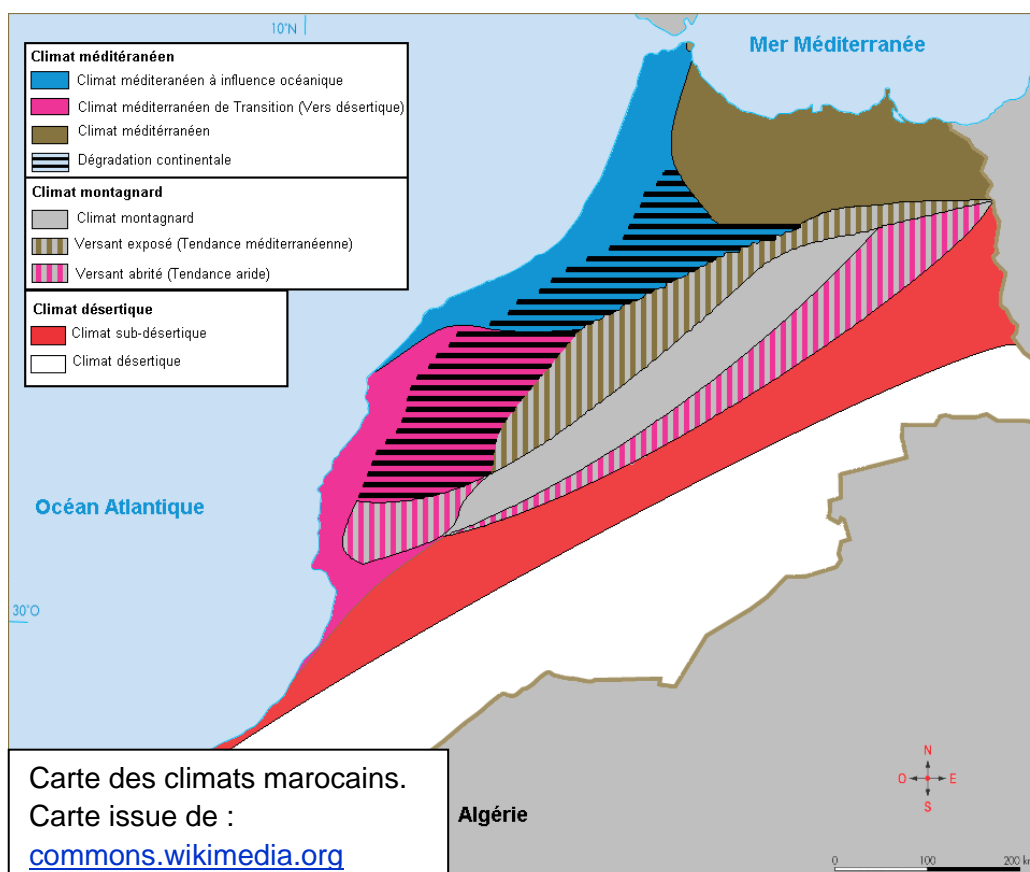 10°N
Mer Méditerranée
Climat méditéranéen
Climat méditeranéen à influence océanique
Climat méditerranéen de Transition (Vers désertique)
Climat méditérranéen
Dégradation continentale
Climat montagnard
Climat montagnard
Versant exposé (Tendance méditerranéenne)
Versant abrité (Tendance aride)
Climat désertique
Climat sub-désertique
Climat désertique
Océan Atlantique
30°O
N
O
E
S
Algérie
Carte des climats marocains.
Carte issue de :
commons.wikimedia.org
0 100 200 km